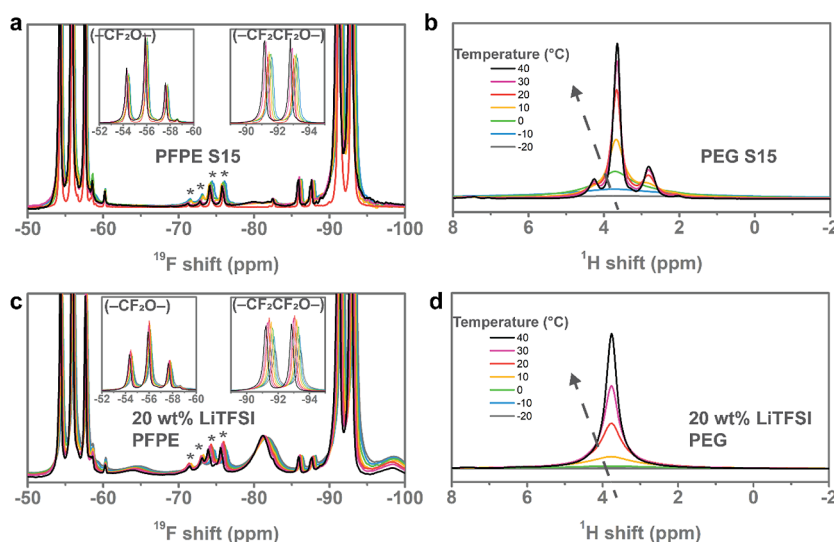 a
(–CF₂O–)
(–CF₂CF₂O–)
-52 -54 -56 -58 -60
-90 -92 -94
PFPE S15
* * * *
-50 -60 -70 -80 -90 -100
¹⁹F shift (ppm)
b
Temperature (°C)
40
30
20
10
0
-10
-20
PEG S15
8 6 4 2 0 -2
¹H shift (ppm)
c
(–CF₂O–)
(–CF₂CF₂O–)
-52 -54 -56 -58 -60
-90 -92 -94
20 wt% LiTFSI
PFPE
* * * *
-50 -60 -70 -80 -90 -100
¹⁹F shift (ppm)
d
Temperature (°C)
40
30
20
10
0
-10
-20
20 wt% LiTFSI
PEG
8 6 4 2 0 -2
¹H shift (ppm)